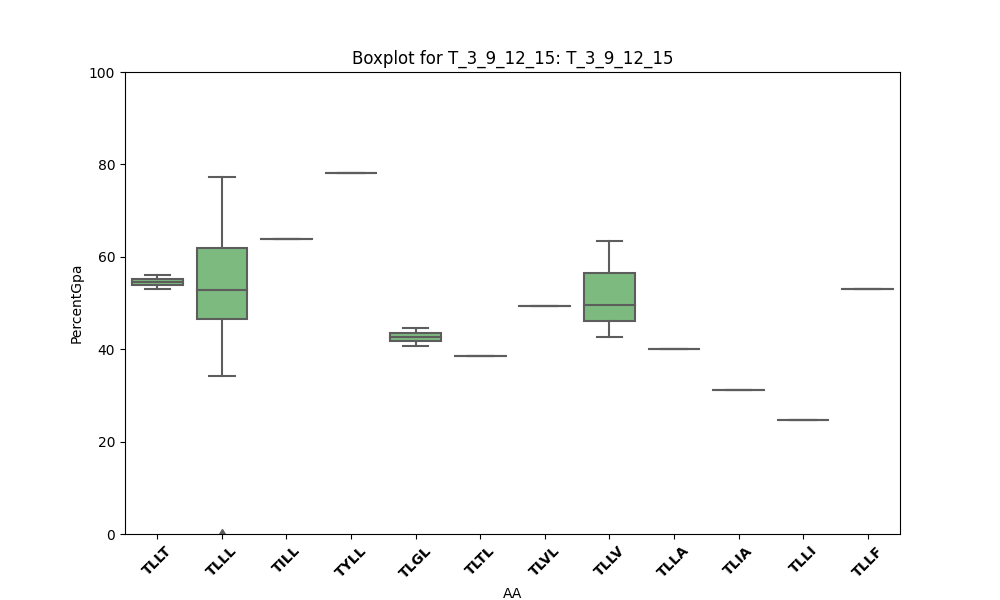 Boxplot for T_3_9_12_15: T_3_9_12_15
100
80
60
40
20
0
PercentGpa
TLLT TLLL TILL TYLL TLGL TLTL TLVL TLLV TLLA TLIA TLLI TLLF
AA